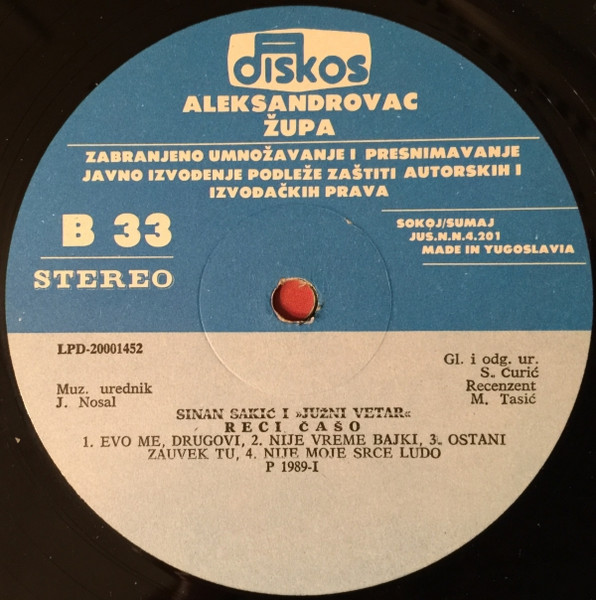 diskos
ALEKSANDROVAC
ŽUPA
ZABRANJENO UMNOŽAVANJE I PRESNIMAVANJE
JAVNO IZVOĐENJE PODLEŽE ZAŠTITI AUTORSKIH I
IZVOĐAČKIH PRAVA
B 33
STEREO
SOKOJ/SUMAJ
JUS.N.N.4.201
MADE IN YUGOSLAVIA
LPD-20001452
Muz. urednik
J. Nosal
Gl. i odg. ur.
S. Ćurić
Recenzent
M. Tasić
SINAN SAKIĆ I »JUŽNI VETAR«
RECI ČAŠO
1. EVO ME, DRUGOVI, 2. NIJE VREME BAJKI, 3. OSTANI
ZAUVEK TU, 4. NIJE MOJE SRCE LUDO
P 1989-I